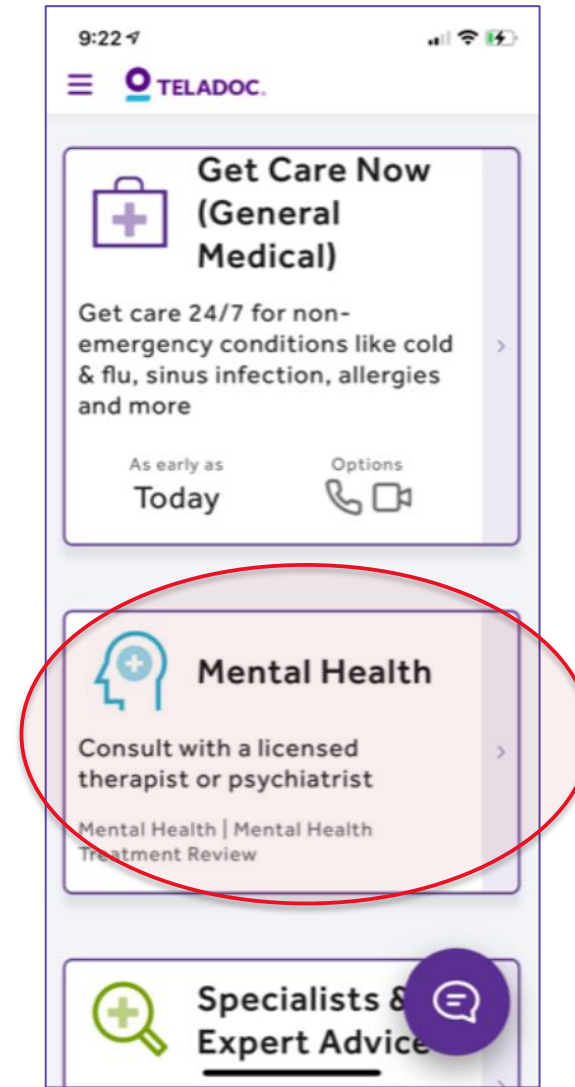 9:22
TELADOC.
Get Care Now
(General
Medical)
Get care 24/7 for non-
emergency conditions like cold
& flu, sinus infection, allergies
and more
As early as
Options
Today
Mental Health
Consult with a licensed
therapist or psychiatrist
Mental Health | Mental Health
Treatment Review
Specialists &
Expert Advice